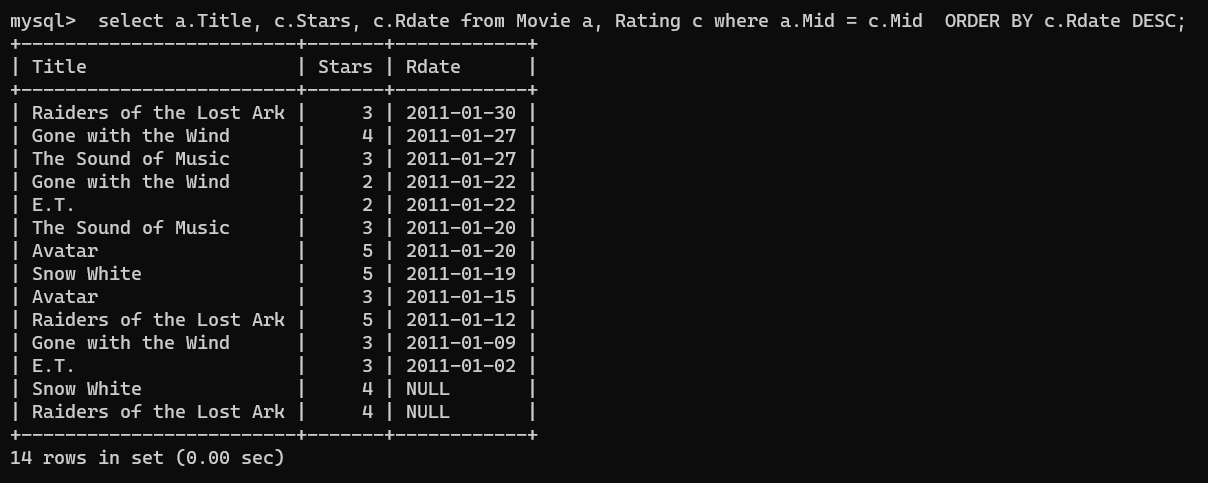 mysql>  select a.Title, c.Stars, c.Rdate from Movie a, Rating c where a.Mid = c.Mid  ORDER BY c.Rdate DESC;
+-------------------------+-------+------------+
| Title                   | Stars | Rdate      |
+-------------------------+-------+------------+
| Raiders of the Lost Ark |     3 | 2011-01-30 |
| Gone with the Wind      |     4 | 2011-01-27 |
| The Sound of Music      |     3 | 2011-01-27 |
| Gone with the Wind      |     2 | 2011-01-22 |
| E.T.                    |     2 | 2011-01-22 |
| The Sound of Music      |     3 | 2011-01-20 |
| Avatar                  |     5 | 2011-01-20 |
| Snow White              |     5 | 2011-01-19 |
| Avatar                  |     3 | 2011-01-15 |
| Raiders of the Lost Ark |     5 | 2011-01-12 |
| Gone with the Wind      |     3 | 2011-01-09 |
| E.T.                    |     3 | 2011-01-02 |
| Snow White              |     4 | NULL       |
| Raiders of the Lost Ark |     4 | NULL       |
+-------------------------+-------+------------+
14 rows in set (0.00 sec)